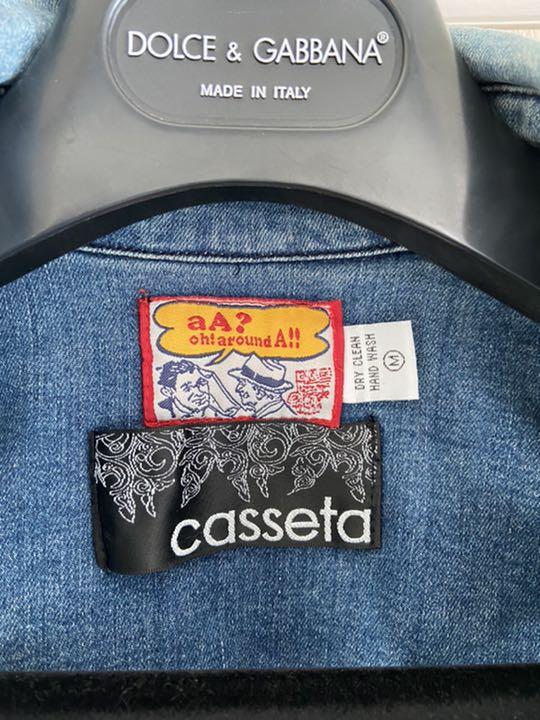 DOLCE & GABBANA®
MADE IN ITALY
aA?
oh! around A!!
DRY CLEAN
HAND WASH
M
casseta